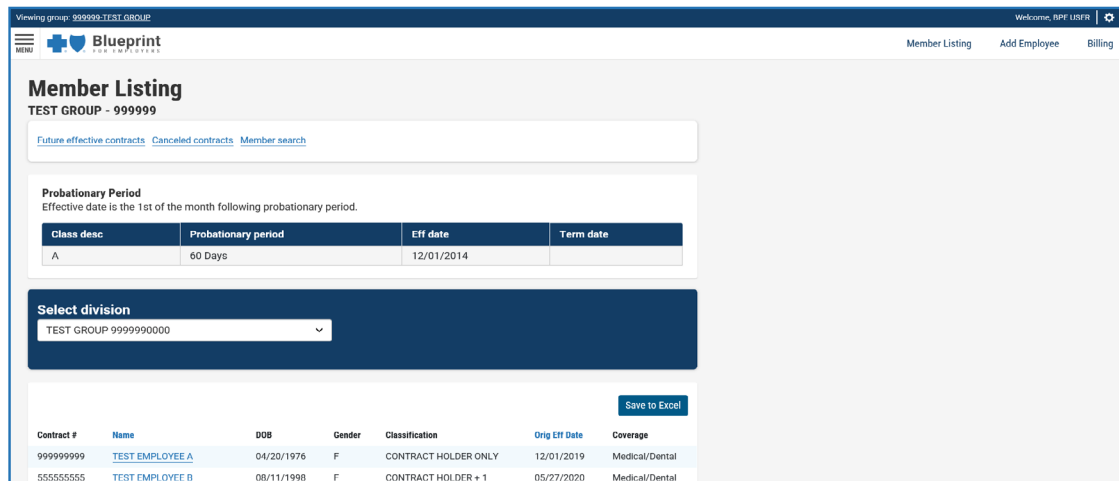 Viewing group: 999999-TEST GROUP Welcome, BPF USER
MENU Blueprint Member Listing Add Employee Billing
FOR EMPLOYERS
Member Listing
TEST GROUP - 999999
Future effective contracts Canceled contracts Member search
Probationary Period
Effective date is the 1st of the month following probationary period.
Class desc Probationary period Eff date Term date
A 60 Days 12/01/2014
Select division
TEST GROUP 9999990000
Save to Excel
Contract # Name DOB Gender Classification Orig Eff Date Coverage
999999999 TEST EMPLOYEE A 04/20/1976 F CONTRACT HOLDER ONLY 12/01/2019 Medical/Dental
555555555 TEST EMPLOYEE B 08/11/1998 F CONTRACT HOLDER + 1 05/27/2020 Medical/Dental